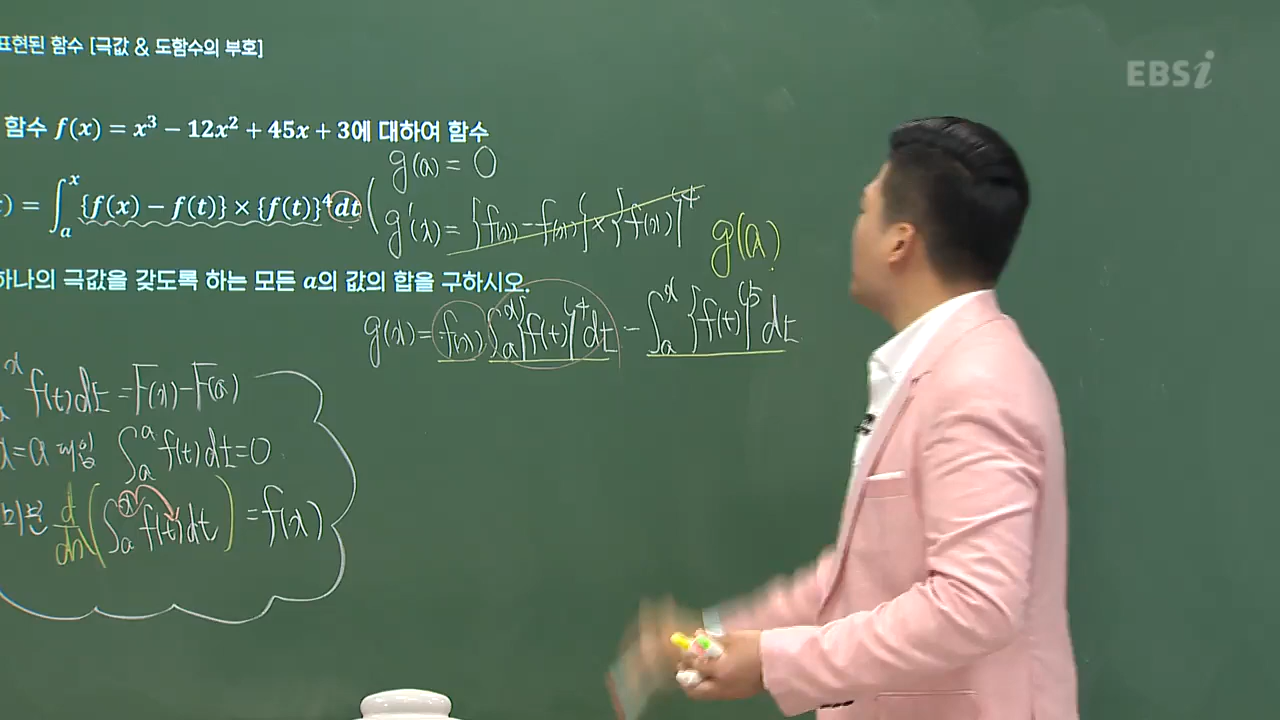 표현된 함수 [극값 & 도함수의 부호]
EBSi
함수 f(x) = x³ − 12x² + 45x + 3에 대하여 함수
g(a) = 0
) = ∫ₐˣ {f(x) − f(t)} × {f(t)}⁴ dt
g'(x) = {f(x) − f(x)} × {f(x)}⁴
g(a)
하나의 극값을 갖도록 하는 모든 a의 값의 합을 구하시오.
g(x) = f(x) ∫ₐˣ {f(t)}⁴ dt − ∫ₐˣ {f(t)}⁵ dt
ₐˣ f(t) dt = F(x) − F(a)
x = a 대입 ∫ₐᵃ f(t) dt = 0
미분 d/dx (∫ₐˣ f(t) dt) = f(x)